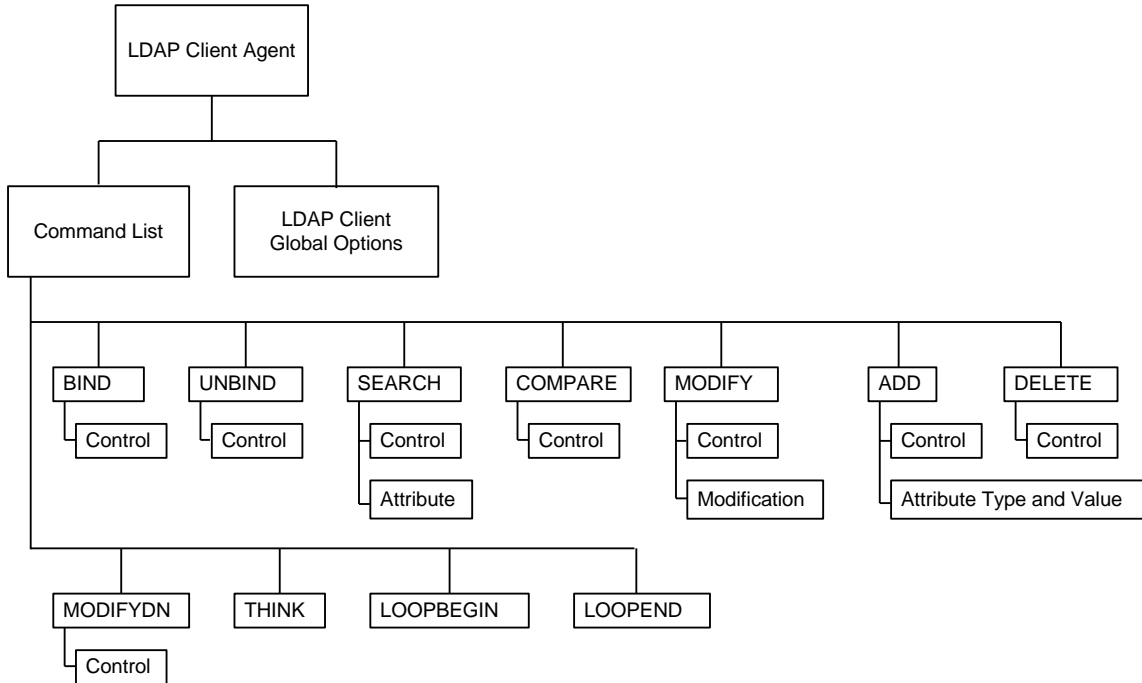 LDAP Client Agent
Command List
LDAP Client
Global Options
BIND
UNBIND
SEARCH
COMPARE
MODIFY
ADD
DELETE
Control
Control
Control
Control
Control
Control
Control
Attribute
Modification
Attribute Type and Value
MODIFYDN
THINK
LOOPBEGIN
LOOPEND
Control